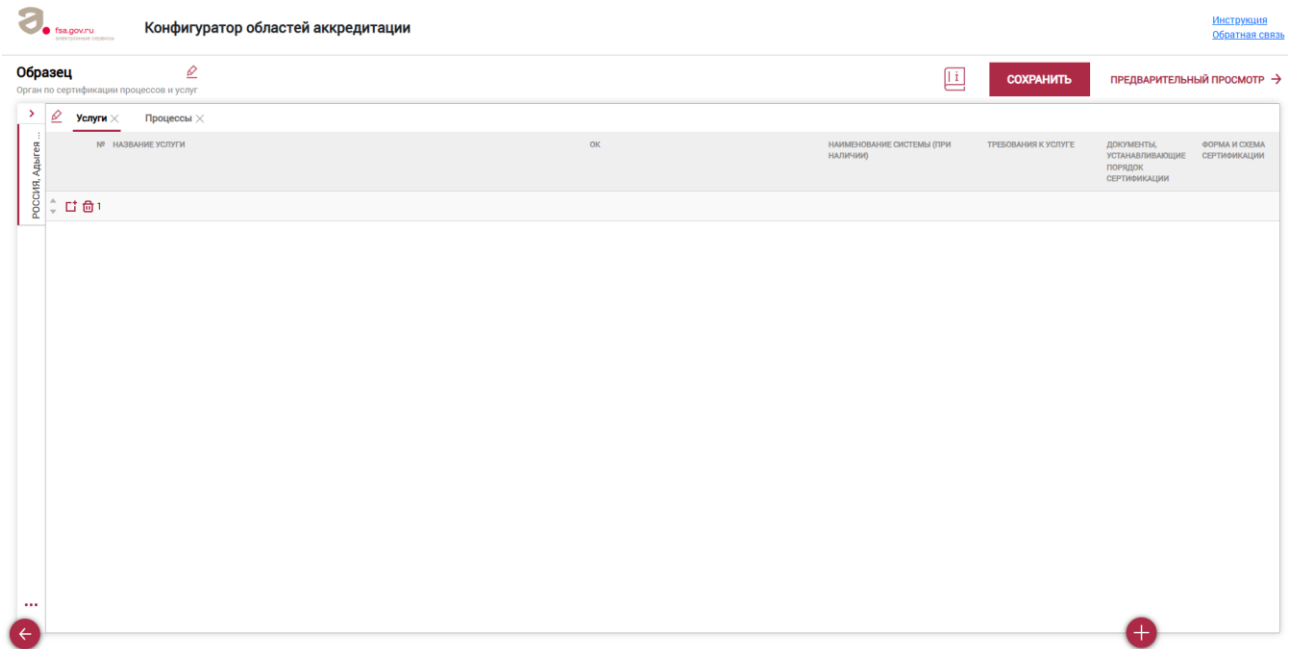 fsa.gov.ru
электронные сервисы
Конфигуратор областей аккредитации
Инструкция
Обратная связь
Образец
Орган по сертификации процессов и услуг
СОХРАНИТЬ
ПРЕДВАРИТЕЛЬНЫЙ ПРОСМОТР
Услуги
Процессы
РОССИЯ, Адыгея ...
№ НАЗВАНИЕ УСЛУГИ
ОК
НАИМЕНОВАНИЕ СИСТЕМЫ (ПРИ
НАЛИЧИИ)
ТРЕБОВАНИЯ К УСЛУГЕ
ДОКУМЕНТЫ,
УСТАНАВЛИВАЮЩИЕ
ПОРЯДОК
СЕРТИФИКАЦИИ
ФОРМА И СХЕМА
СЕРТИФИКАЦИИ
1